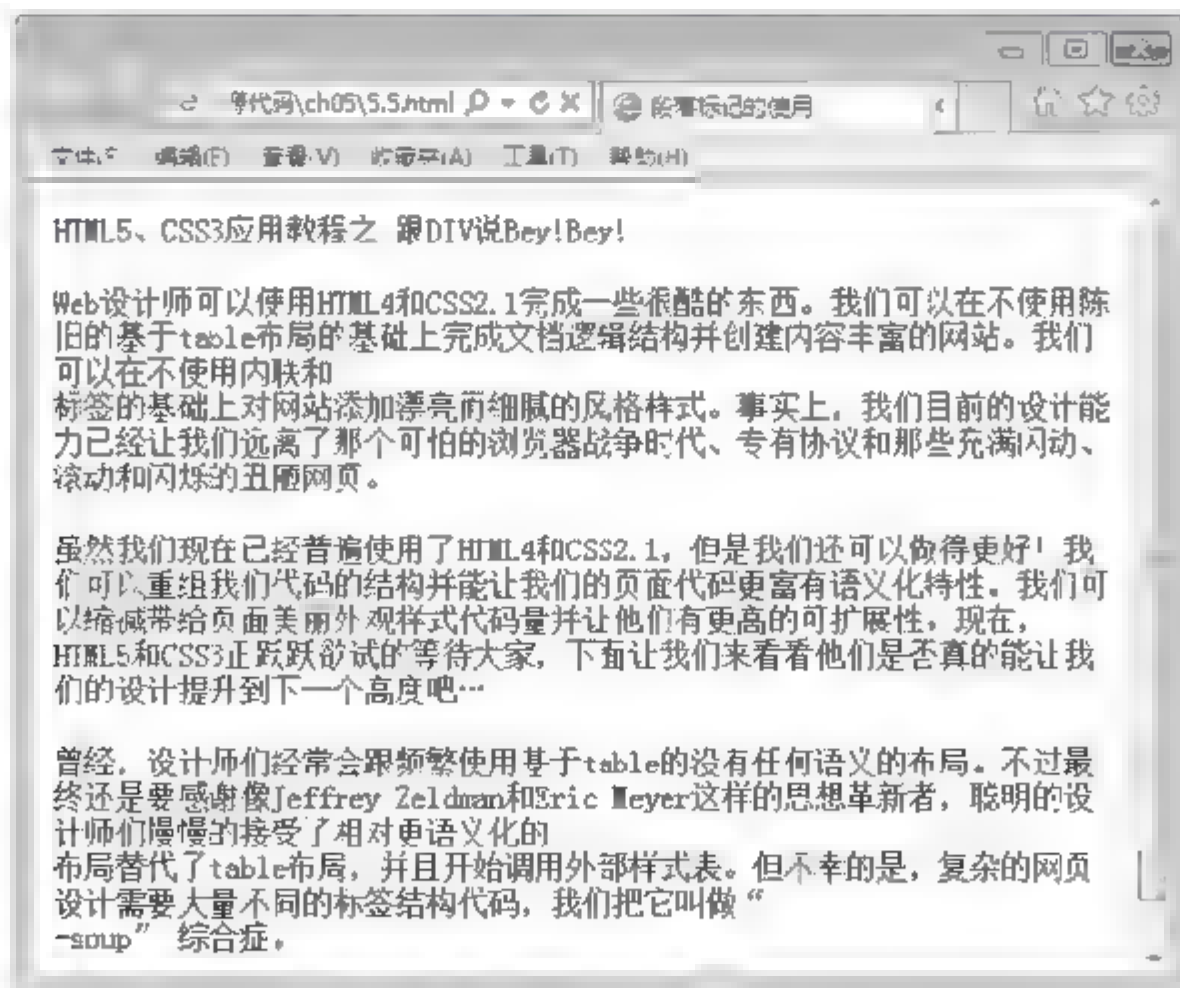 等代码\ch05\5.5.html
段落标记的使用
编辑(E) 查看(V) 收藏夹(A) 工具(T) 帮助(H)
HTML5、CSS3应用教程之 跟DIV说Bey!Bey!
Web设计师可以使用HTML4和CSS2.1完成一些很酷的东西。我们可以在不使用陈
旧的基于table布局的基础上完成文档逻辑结构并创建内容丰富的网站。我们
可以在不使用内联和
标签的基础上对网站添加漂亮而细腻的风格样式。事实上，我们目前的设计能
力已经让我们远离了那个可怕的浏览器战争时代、专有协议和那些充满闪动、
滚动和闪烁的丑陋网页。
虽然我们现在已经普遍使用了HTML4和CSS2.1，但是我们还可以做得更好！我
们可以重组我们代码的结构并能让我们的页面代码更富有语义化特性。我们可
以缩减带给页面美丽外观样式代码量并让他们有更高的可扩展性。现在，
HTML5和CSS3正跃跃欲试的等待大家，下面让我们来看看他们是否真的能让我
们的设计提升到下一个高度吧…
曾经，设计师们经常会跟频繁使用基于table的没有任何语义的布局。不过最
终还是要感谢像Jeffrey Zeldman和Eric Meyer这样的思想革新者，聪明的设
计师们慢慢的接受了相对更语义化的
布局替代了table布局，并且开始调用外部样式表。但不幸的是，复杂的网页
设计需要大量不同的标签结构代码，我们把它叫做“
-soup” 综合症。